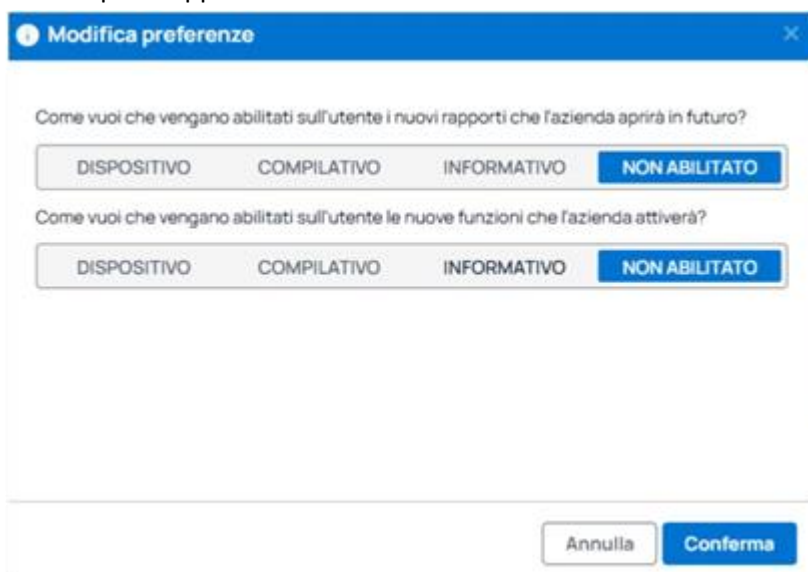 Modifica preferenze
Come vuoi che vengano abilitati sull'utente i nuovi rapporti che l'azienda aprirà in futuro?
DISPOSITIVO COMPILATIVO INFORMATIVO NON ABILITATO
Come vuoi che vengano abilitati sull'utente le nuove funzioni che l'azienda attiverà?
DISPOSITIVO COMPILATIVO INFORMATIVO NON ABILITATO
Annulla Conferma